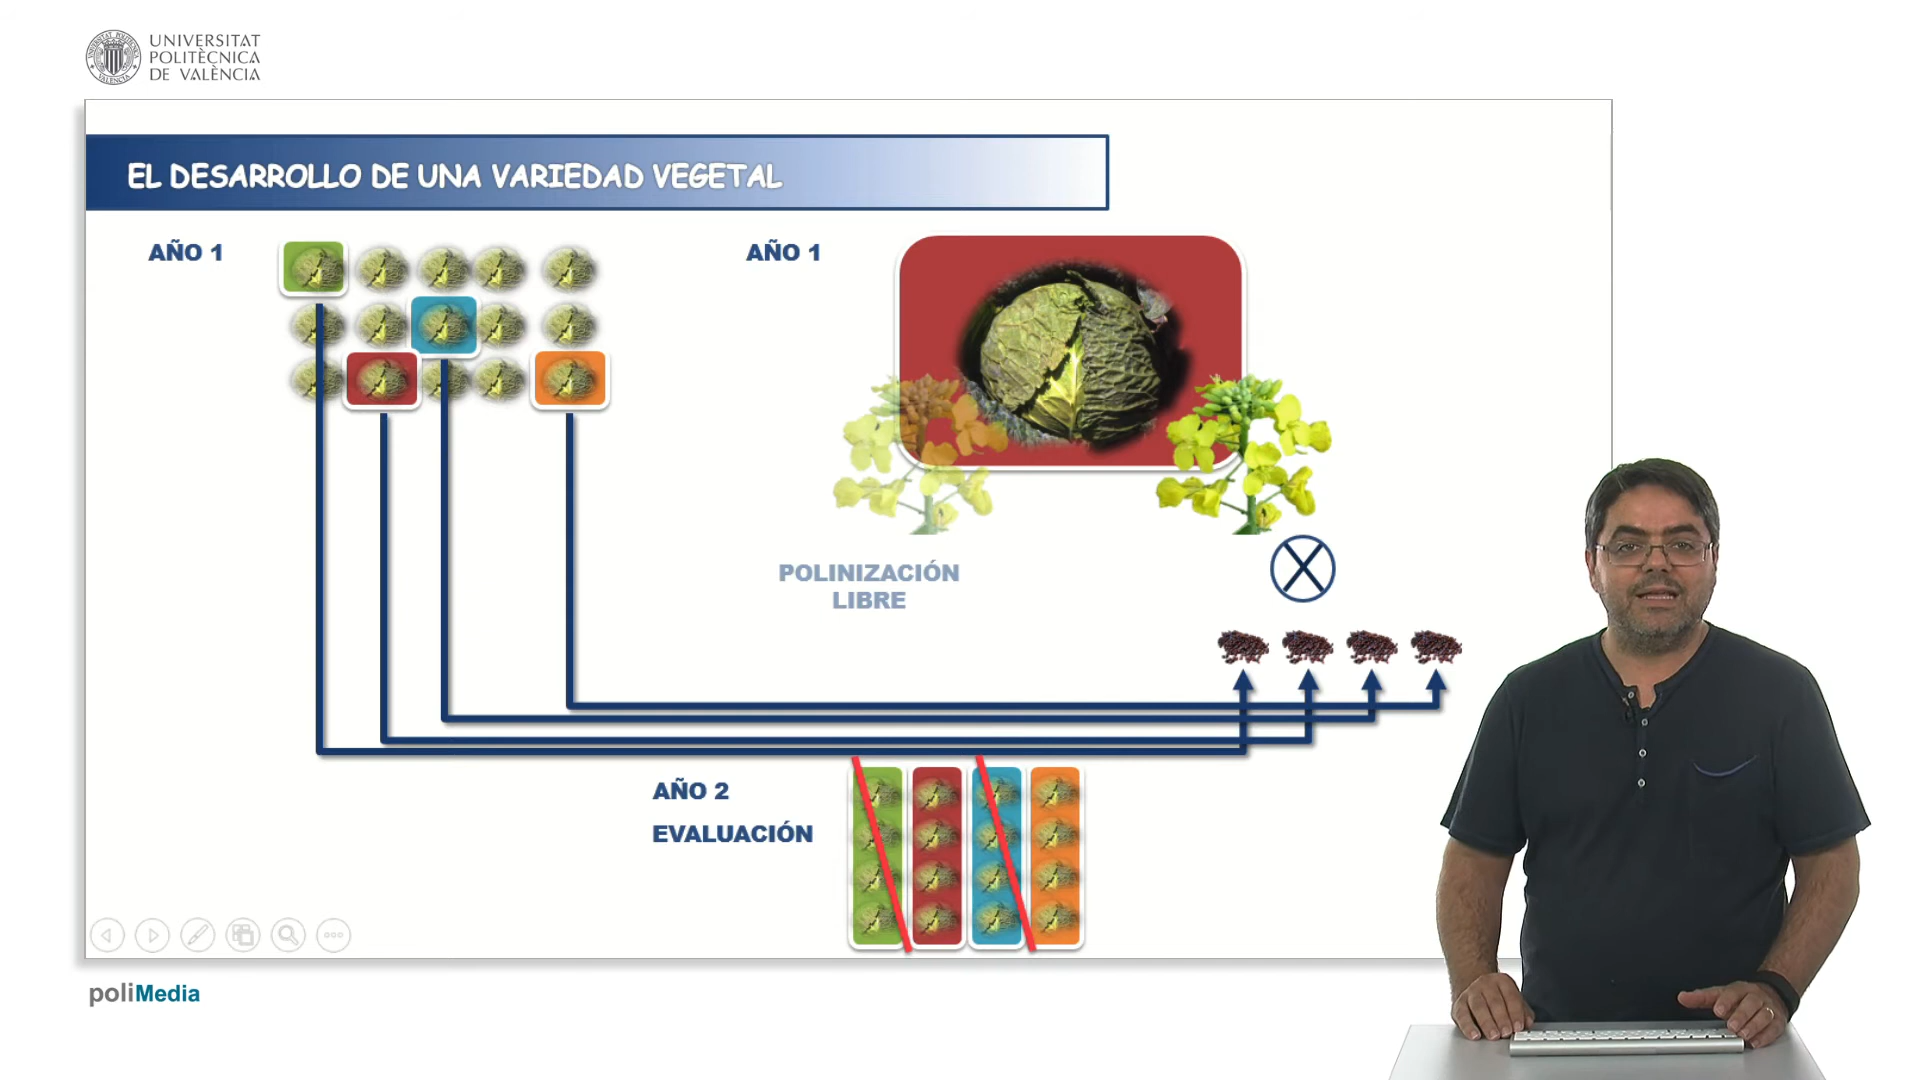 UNIVERSITAT
POLITÈCNICA
DE VALÈNCIA
EL DESARROLLO DE UNA VARIEDAD VEGETAL
AÑO 1
AÑO 1
POLINIZACIÓN
LIBRE
AÑO 2
EVALUACIÓN
poliMedia